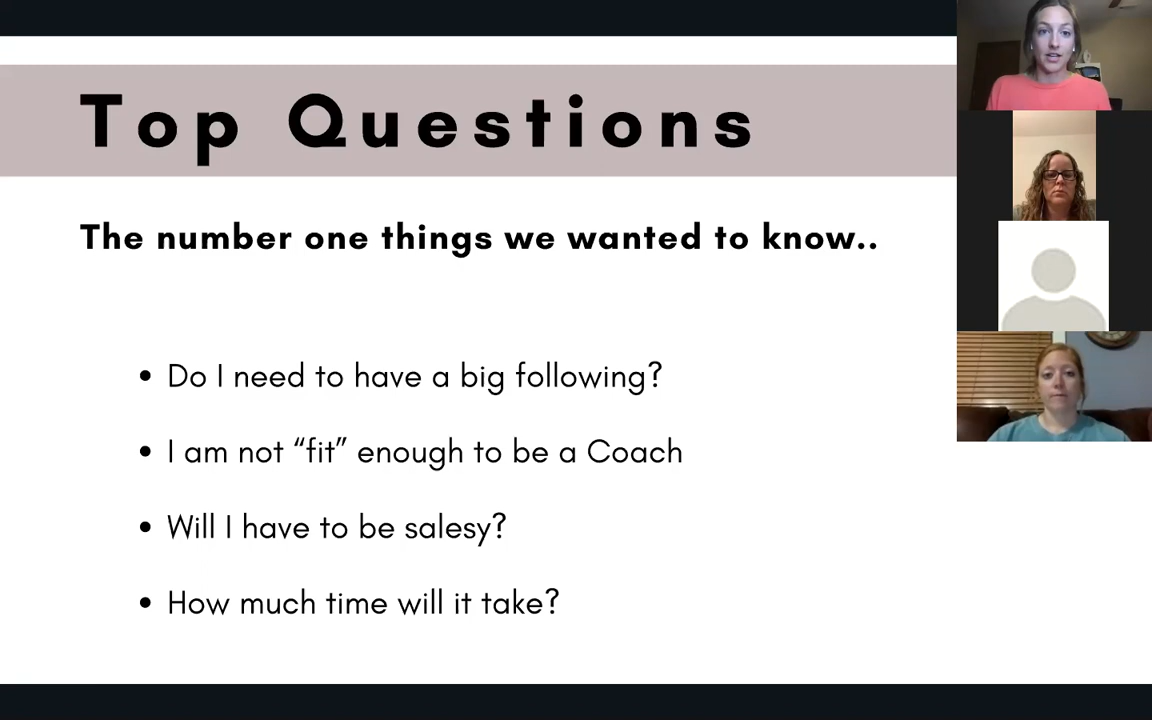 Top Questions
The number one things we wanted to know..
• Do I need to have a big following?
• I am not “fit” enough to be a Coach
• Will I have to be salesy?
• How much time will it take?